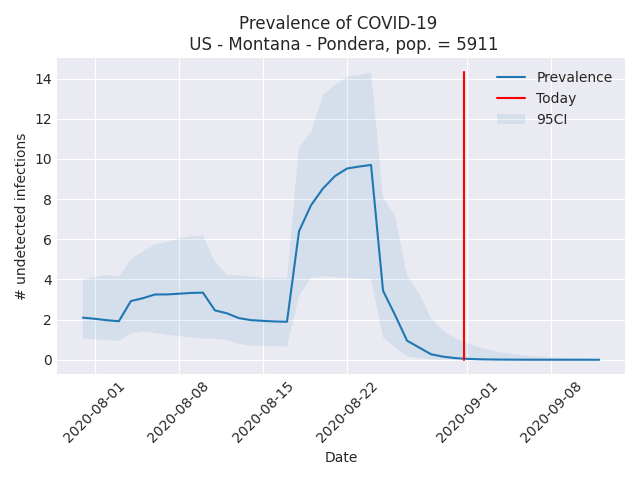 Prevalence of COVID-19
US - Montana - Pondera, pop. = 5911
Prevalence
Today
95CI
# undetected infections
14
12
10
8
6
4
2
0
2020-08-01
2020-08-08
2020-08-15
2020-08-22
2020-09-01
2020-09-08
Date